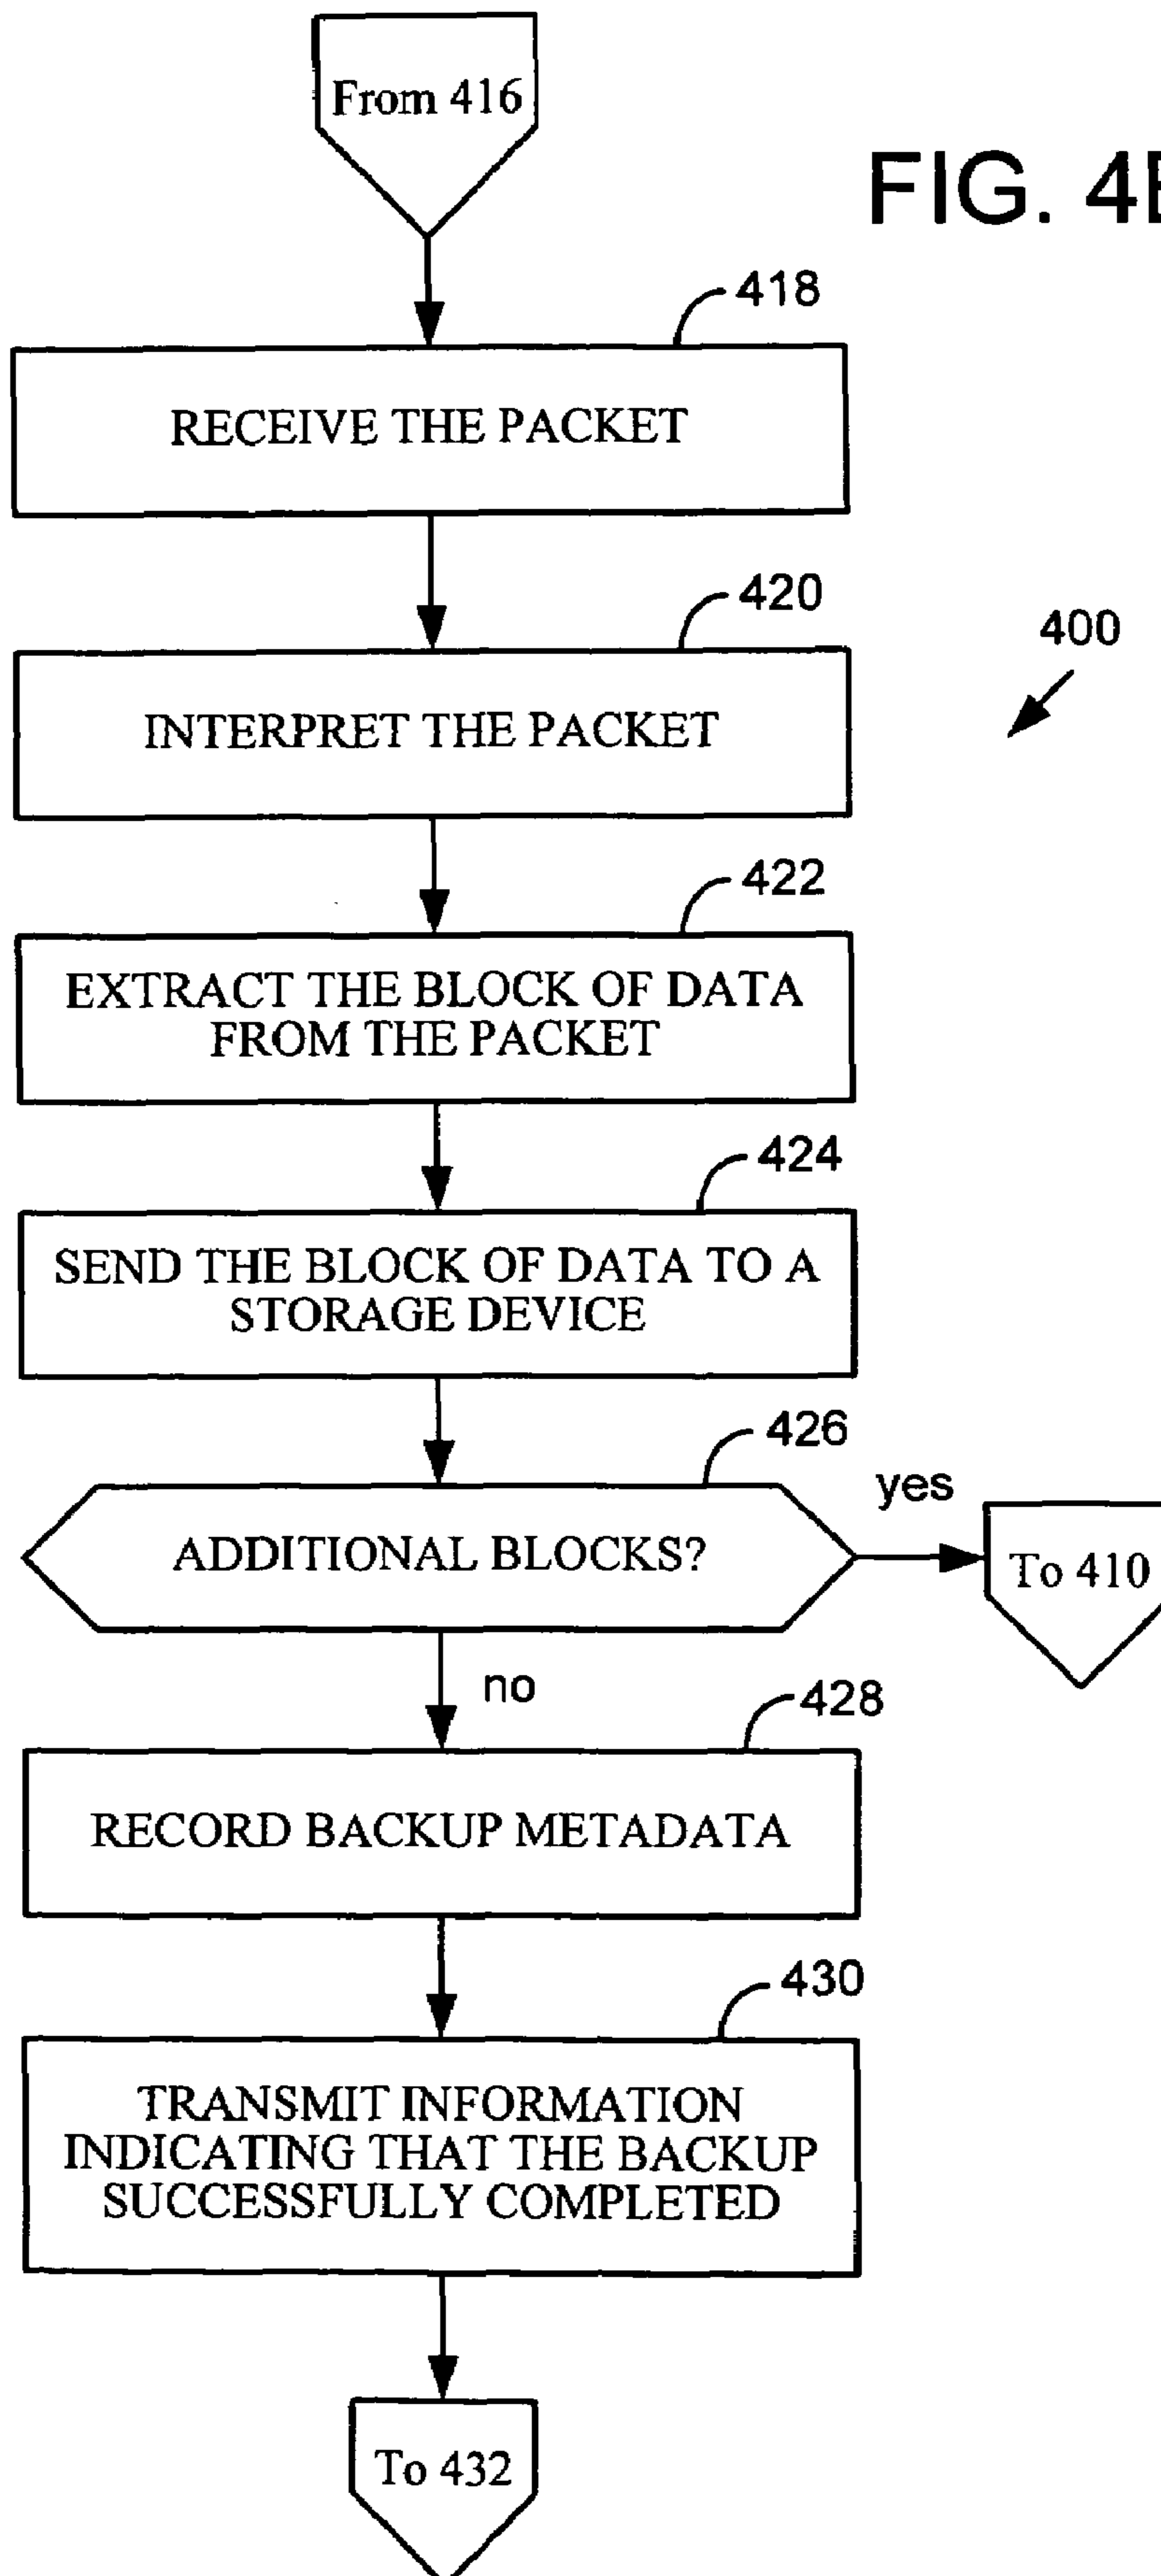 From 416
FIG. 4B
418
RECEIVE THE PACKET
420
400
INTERPRET THE PACKET
422
EXTRACT THE BLOCK OF DATA
FROM THE PACKET
424
SEND THE BLOCK OF DATA TO A
STORAGE DEVICE
426
yes
ADDITIONAL BLOCKS?
To 410
no
428
RECORD BACKUP METADATA
430
TRANSMIT INFORMATION
INDICATING THAT THE BACKUP
SUCCESSFULLY COMPLETED
To 432